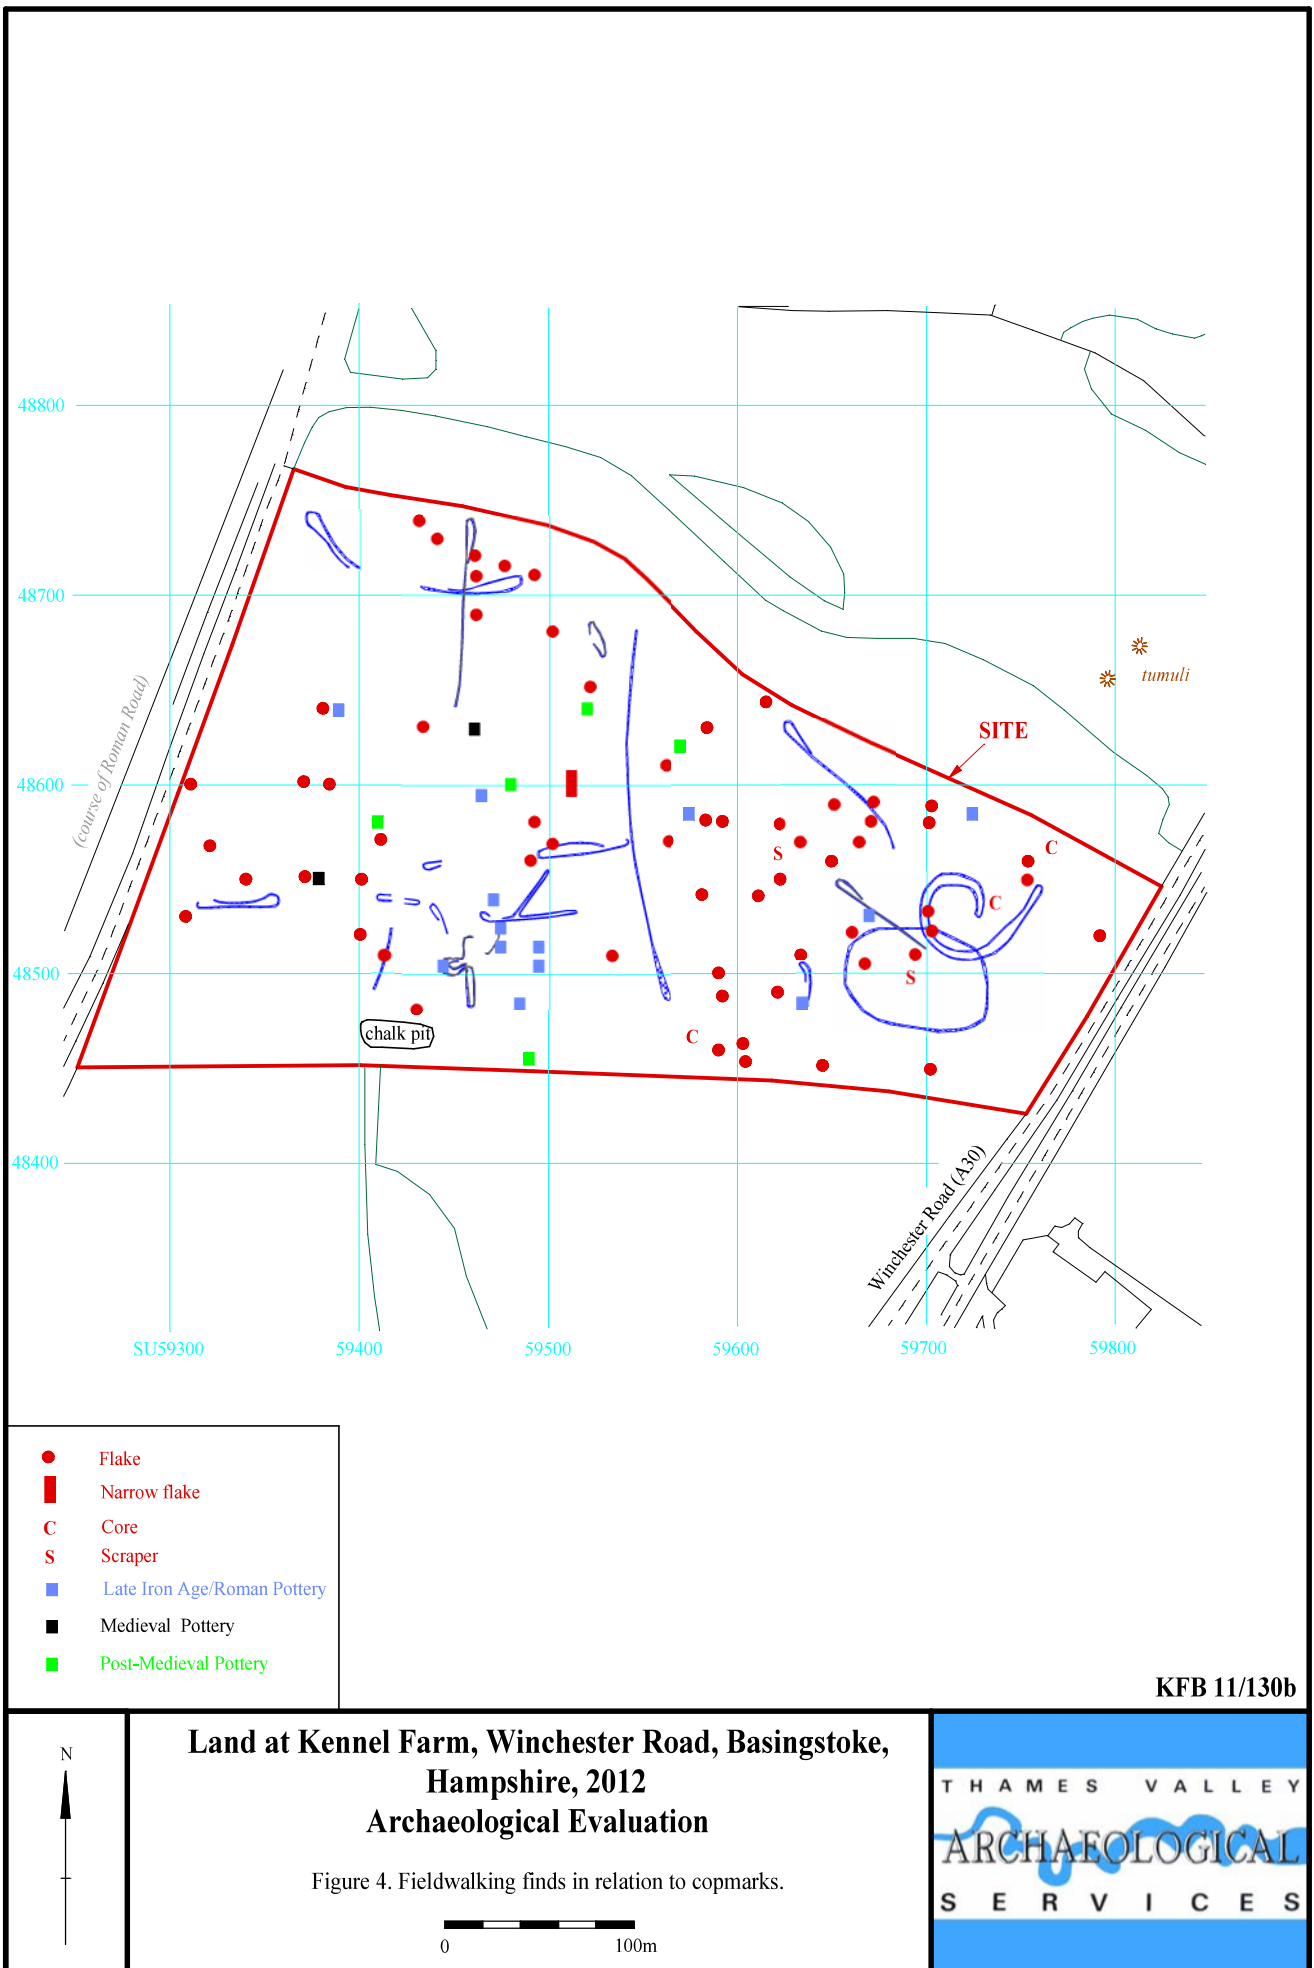 48800
48700
48600
48500
48400
(course of Roman Road)
tumuli
SITE
C
S
C
S
C
chalk pit
Winchester Road (A30)
SU59300
59400
59500
59600
59700
59800
Flake
Narrow flake
C Core
S Scraper
Late Iron Age/Roman Pottery
Medieval Pottery
Post-Medieval Pottery
KFB 11/130b
N
Land at Kennel Farm, Winchester Road, Basingstoke,
Hampshire, 2012
Archaeological Evaluation
Figure 4. Fieldwalking finds in relation to copmarks.
0 100m
THAMES VALLEY
ARCHAEOLOGICAL
SERVICES